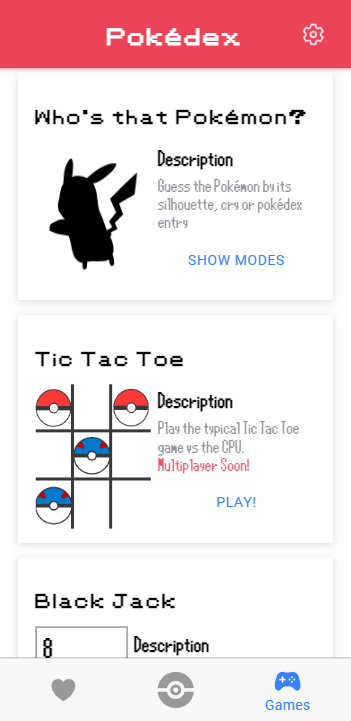 Pokédex
Who's that Pokémon?
Description
Guess the Pokémon by its
silhouette, cry or pokédex
entry
SHOW MODES
Tic Tac Toe
Description
Play the typical Tic Tac Toe
game vs the CPU.
Multiplayer Soon!
PLAY!
Black Jack
8
Description
Games